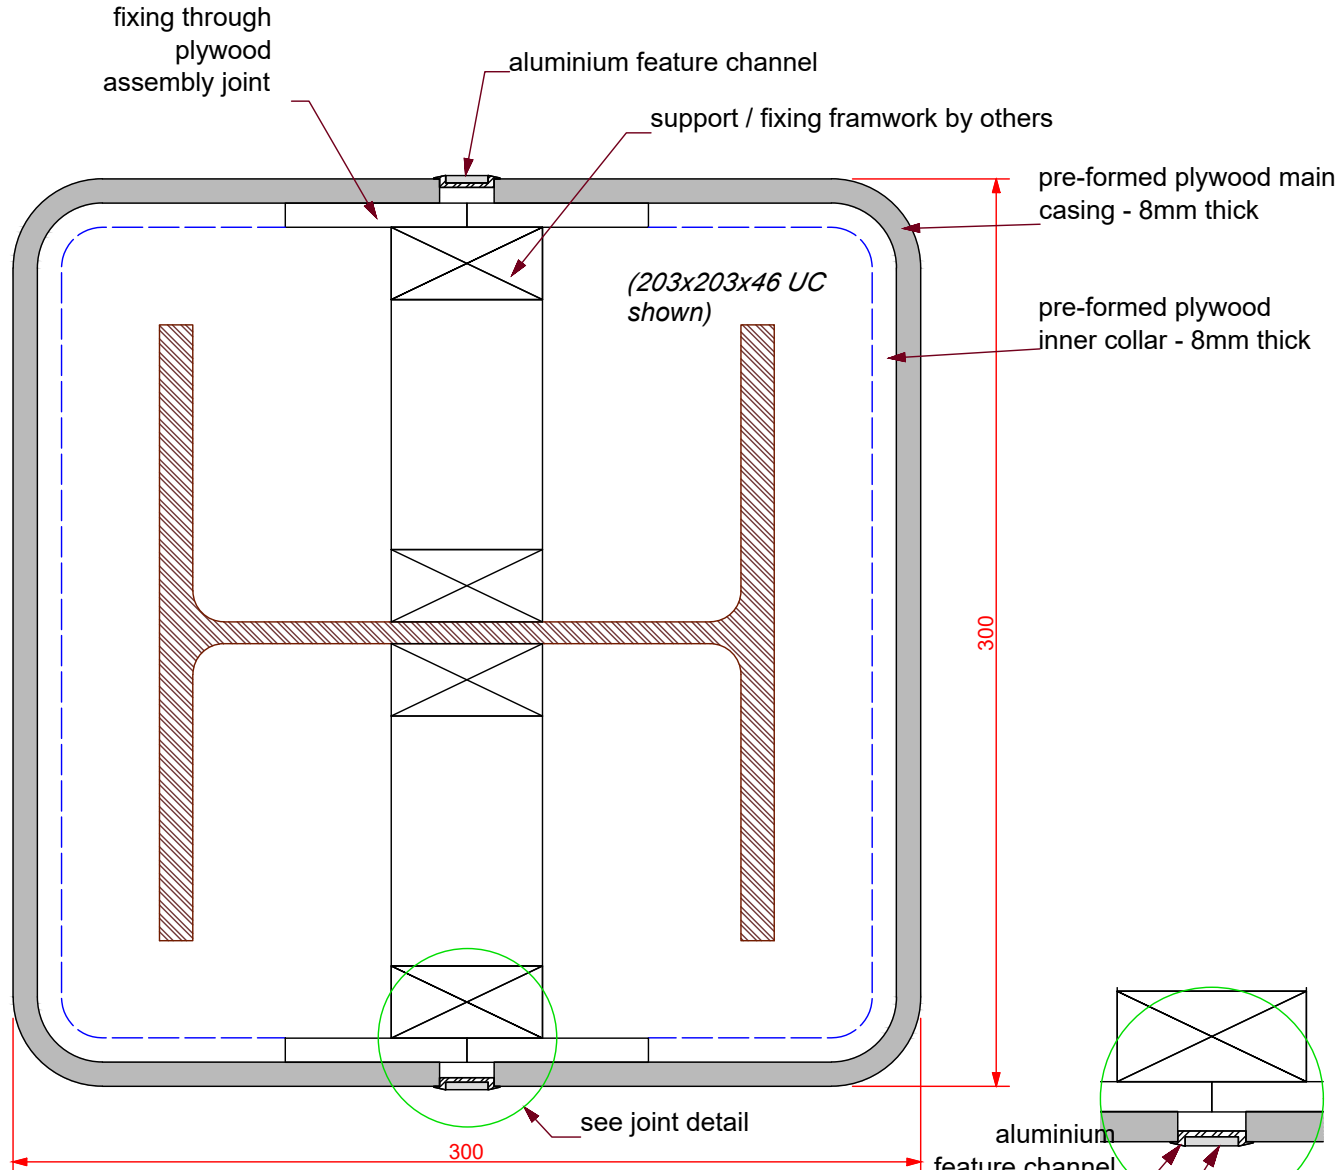 fixing through
plywood
assembly joint
aluminium feature channel
support / fixing framwork by others
pre-formed plywood main
casing - 8mm thick
(203x203x46 UC
shown)
pre-formed plywood
inner collar - 8mm thick
300
see joint detail
300
aluminium
feature channel